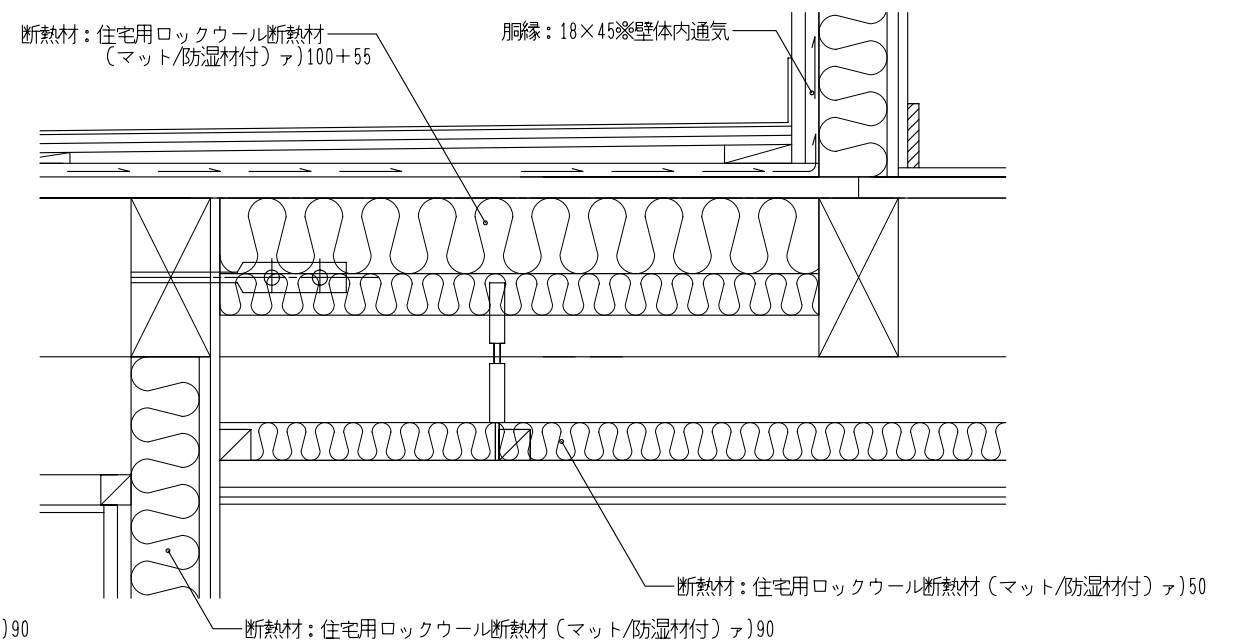 断熱材：住宅用ロックウール断熱材
(マット/防湿材付) ァ)100+55
胴縁：18×45※壁体内通気
断熱材：住宅用ロックウール断熱材 (マット/防湿材付) ァ)50
)90
断熱材：住宅用ロックウール断熱材 (マット/防湿材付) ァ)90